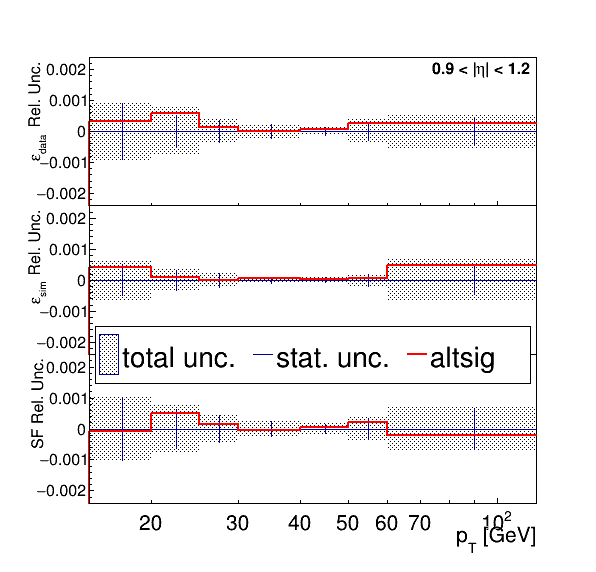 0.9 < |η| < 1.2
ε_data Rel. Unc.
0.002
0.001
0
−0.001
−0.002
ε_sim Rel. Unc.
0.002
0.001
0
−0.001
−0.002
total unc. stat. unc. altsig
SF Rel. Unc.
0.002
0.001
0
−0.001
−0.002
20 30 40 50 60 70 10²
p_T [GeV]